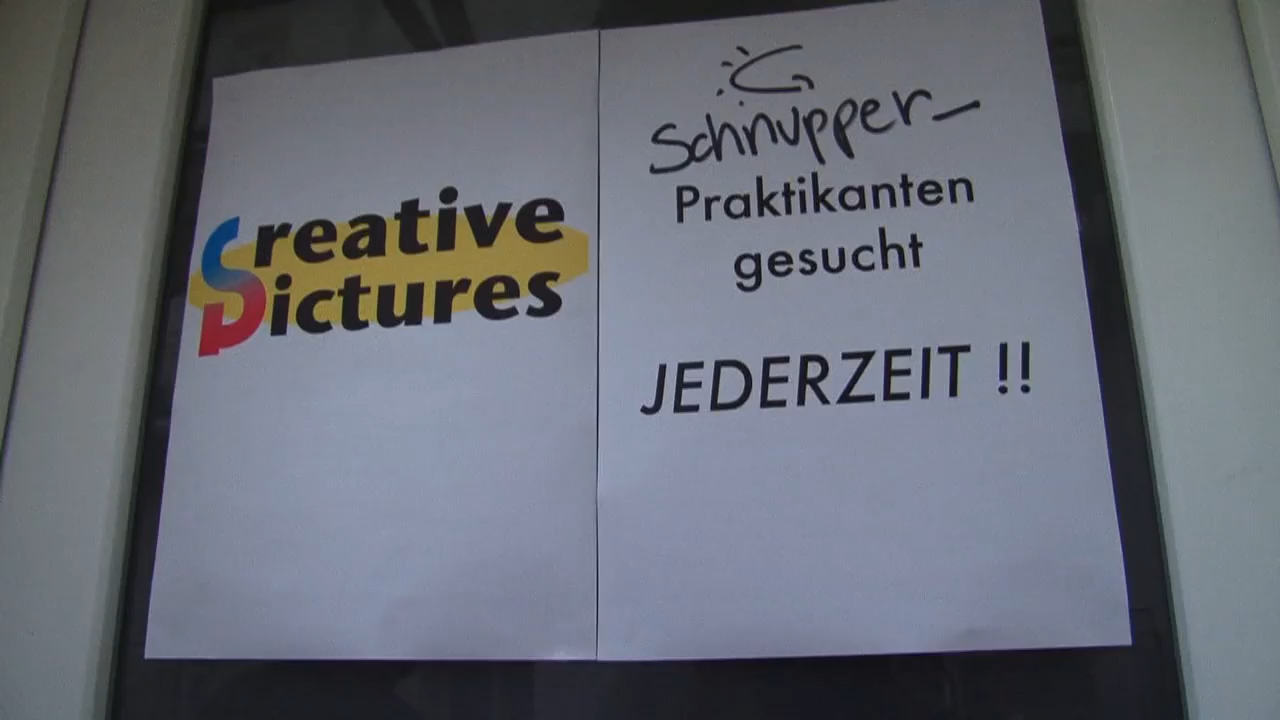 Creative
Pictures
Schnupper-
Praktikanten
gesucht
JEDERZEIT !!